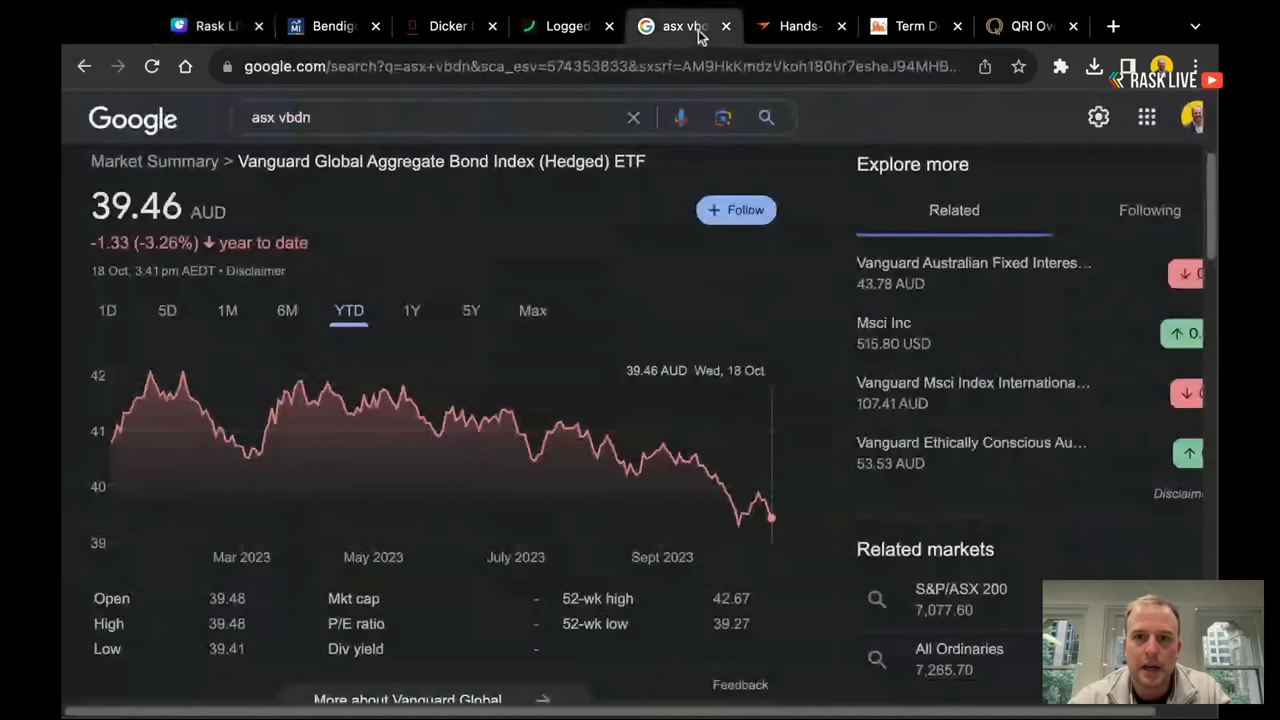 Rask LI
Bendig
Dicker
Logged
asx vbd
Hands-
Term D
QRI Ov
google.com/search?q=asx+vbdn&sca_esv=574353833&sxsrf=AM9HkKmdzVkoh180hr7esheJ94MHB...
RASK LIVE
Google
asx vbdn
Market Summary > Vanguard Global Aggregate Bond Index (Hedged) ETF
39.46 AUD
+ Follow
-1.33 (-3.26%) ↓ year to date
18 Oct, 3:41 pm AEDT • Disclaimer
1D 5D 1M 6M YTD 1Y 5Y Max
39.46 AUD Wed, 18 Oct
42
41
40
39
Mar 2023 May 2023 July 2023 Sept 2023
Open 39.48 Mkt cap - 52-wk high 42.67
High 39.48 P/E ratio - 52-wk low 39.27
Low 39.41 Div yield -
Feedback
More about Vanguard Global →
Explore more
Related Following
Vanguard Australian Fixed Interes...
43.78 AUD
↓ 0
Msci Inc
515.80 USD
↑ 0.
Vanguard Msci Index Internationa...
107.41 AUD
↓
Vanguard Ethically Conscious Au...
53.53 AUD
↑
Disclaim
Related markets
S&P/ASX 200
7,077.60
All Ordinaries
7,265.70